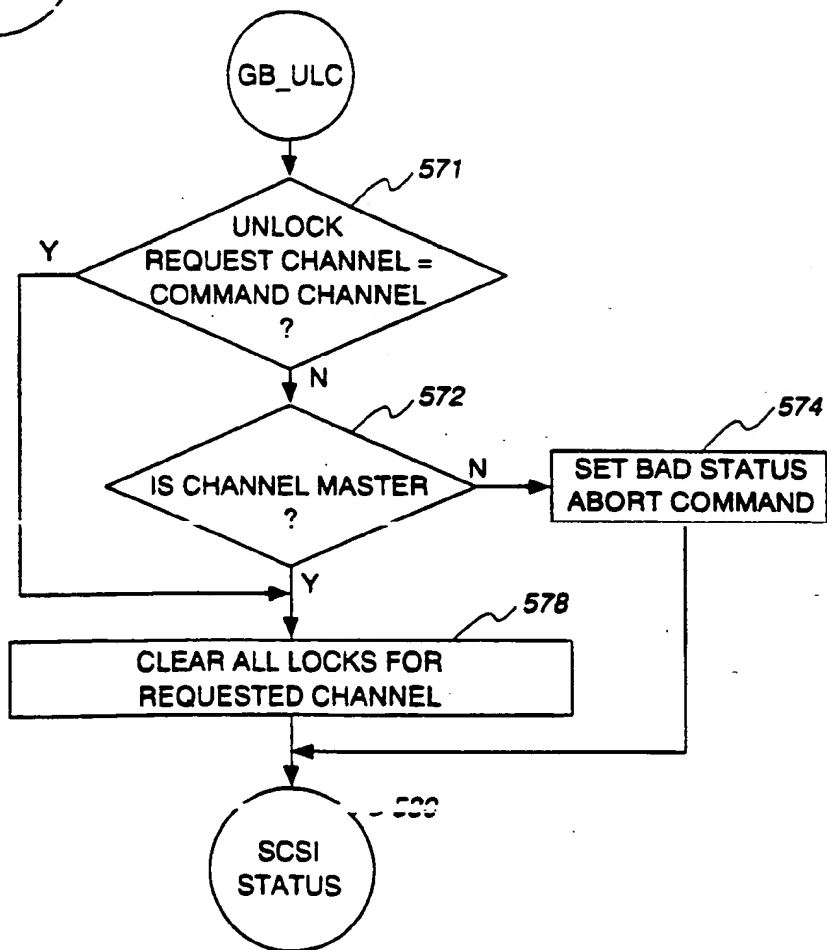 GB_ULC
571
UNLOCK
REQUEST CHANNEL =
COMMAND CHANNEL
?
Y
N
572
IS CHANNEL MASTER
?
N
574
SET BAD STATUS
ABORT COMMAND
Y
578
CLEAR ALL LOCKS FOR
REQUESTED CHANNEL
SCSI
STATUS